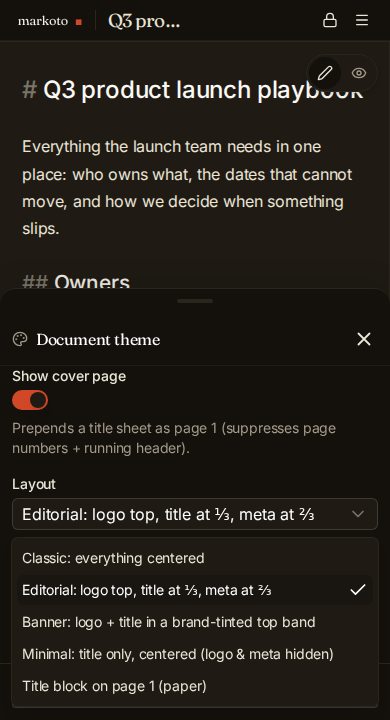 markoto
Q3 pro…
# Q3 product launch playbook
Everything the launch team needs in one
place: who owns what, the dates that cannot
move, and how we decide when something
slips.
## Owners
Document theme
Show cover page
Prepends a title sheet as page 1 (suppresses page
numbers + running header).
Layout
Editorial: logo top, title at ⅓, meta at ⅔
Classic: everything centered
Editorial: logo top, title at ⅓, meta at ⅔
Banner: logo + title in a brand-tinted top band
Minimal: title only, centered (logo & meta hidden)
Title block on page 1 (paper)